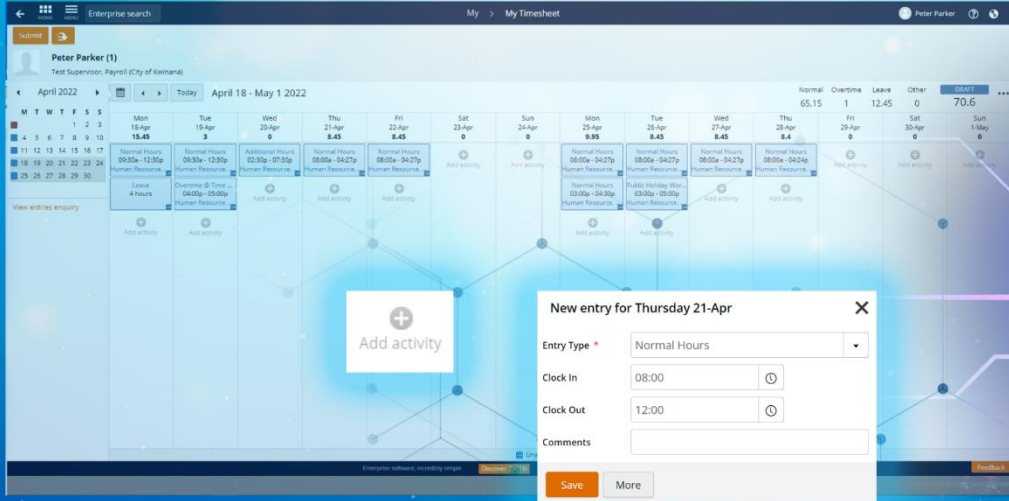 HOME MENU Enterprise search My > My Timesheet Peter Parker
Submit
Peter Parker (1)
Test Supervisor, Payroll (City of Kwinana)
April 2022
Today April 18 - May 1 2022
Normal Overtime Leave Other DRAFT
65.15 1 12.45 0 70.6
M T W T F S S
1 2 3
4 5 6 7 8 9 10
11 12 13 14 15 16 17
18 19 20 21 22 23 24
25 26 27 28 29 30
View entries enquiry
Mon Tue Wed Thu Fri Sat Sun Mon Tue Wed Thu Fri Sat Sun
18-Apr 19-Apr 20-Apr 21-Apr 22-Apr 23-Apr 24-Apr 25-Apr 26-Apr 27-Apr 28-Apr 29-Apr 30-Apr 1-May
15.45 3 0 8.45 8.45 0 0 9.95 8.45 8.45 8.4 0 0 0
Normal Hours Normal Hours Additional Hours Normal Hours Normal Hours Normal Hours Normal Hours Normal Hours Normal Hours
09:30a - 12:30p 09:30a - 12:30p 02:30p - 07:30p 08:00a - 04:27p 08:00a - 04:27p 08:00a - 04:27p 08:00a - 04:27p 08:00a - 04:27p 08:00a - 04:24p
Human Resource... Human Resource... Human Resource... Human Resource... Human Resource... Human Resource... Human Resource... Human Resource... Human Resource...
Add activity Add activity Add activity Add activity Add activity
Leave Overtime @ Time ... Normal Hours Public Holiday Wor...
4 hours 04:00p - 05:00p 03:00p - 04:30p 03:00p - 05:00p
Human Resource... Human Resource... Human Resource...
Add activity Add activity Add activity Add activity Add activity
Add activity Add activity Add activity Add activity
Add activity
New entry for Thursday 21-Apr
Entry Type * Normal Hours
Clock In 08:00
Clock Out 12:00
Comments
Save More
Enterprise software, incredibly simple
Feedback